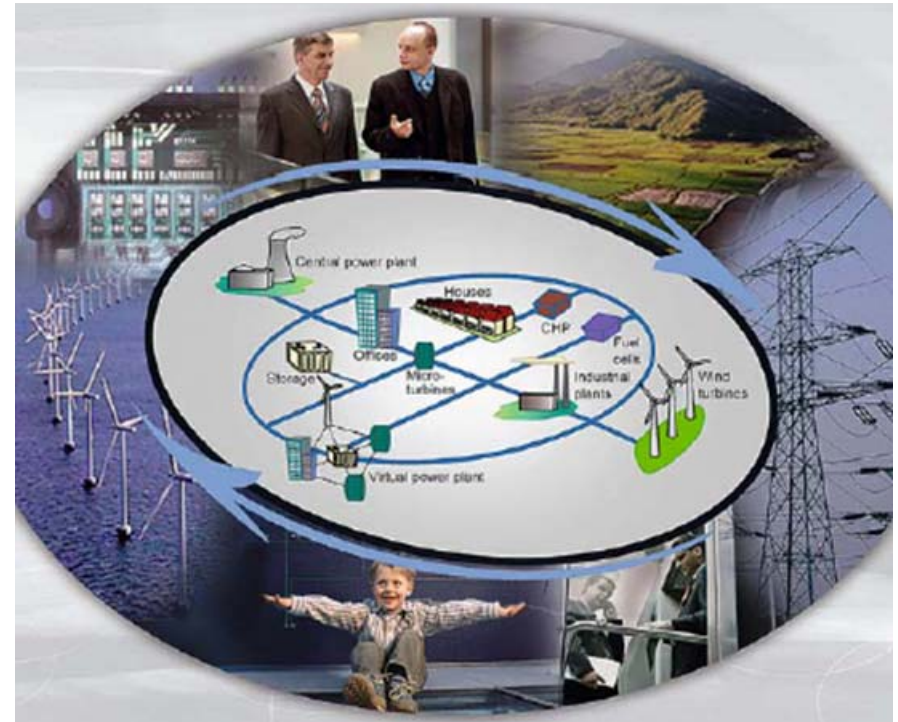 Central power plant
Houses
Offices
CHP
Fuel
cells
Storage
Micro-
turbines
Industrial
plants
Wind
turbines
Virtual power plant